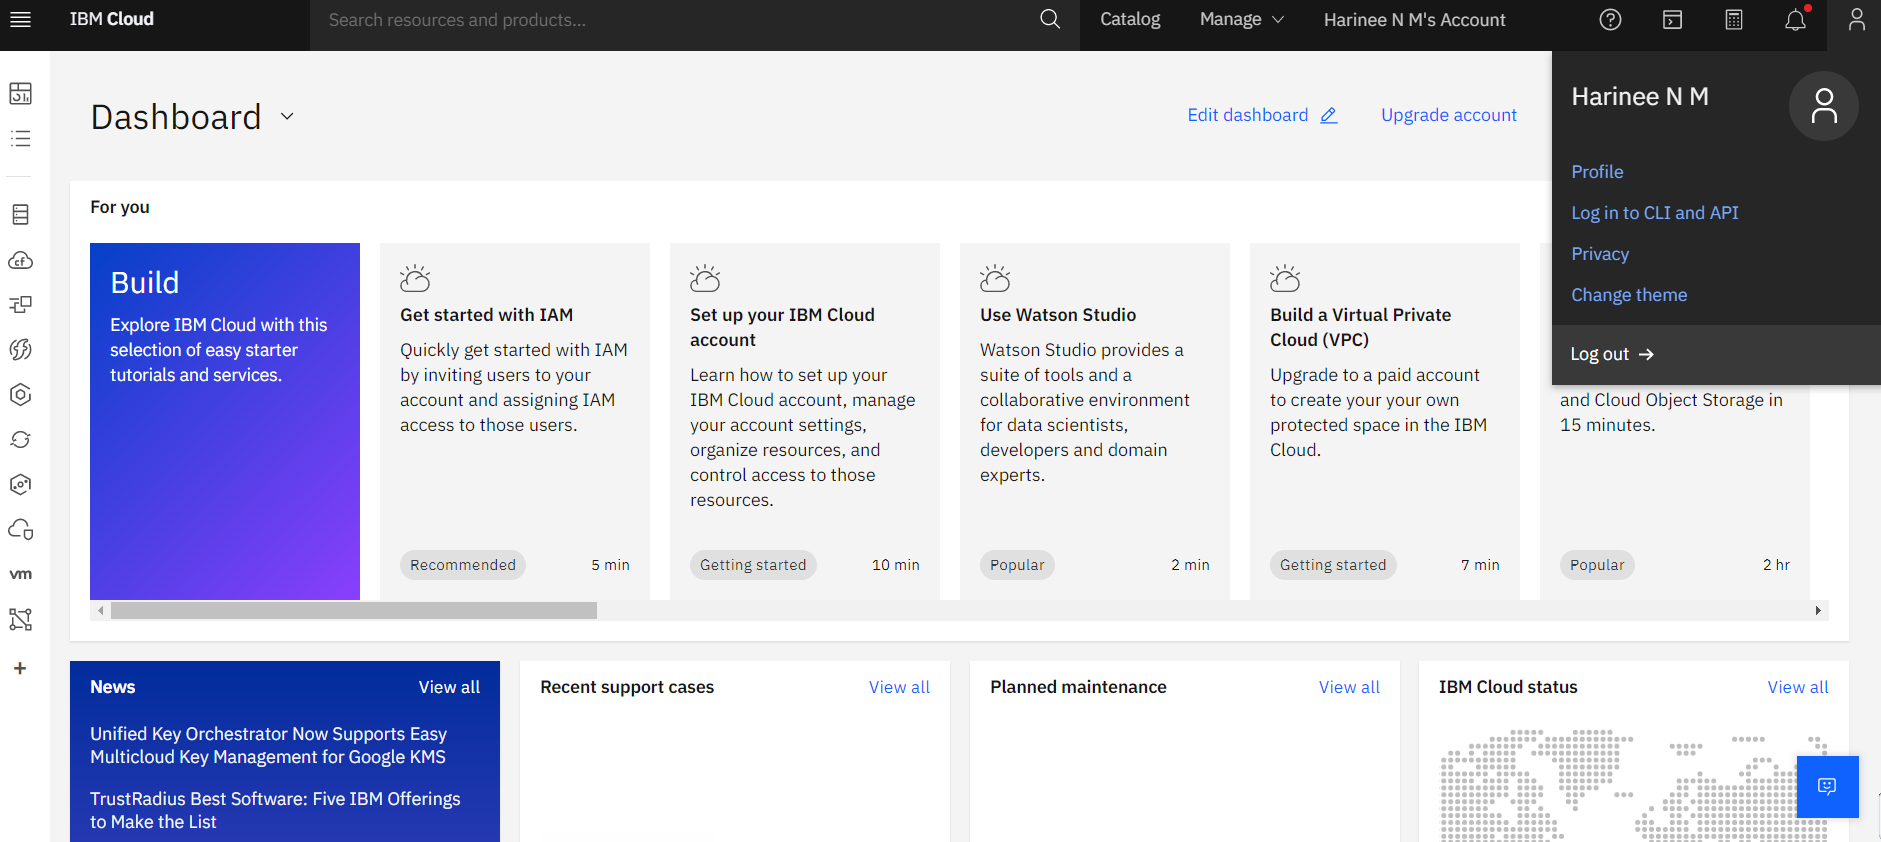 IBM Cloud
Search resources and products...
Catalog
Manage
Harinee N M's Account
Harinee N M
Profile
Log in to CLI and API
Privacy
Change theme
Log out
Dashboard
Edit dashboard
Upgrade account
For you
Build
Explore IBM Cloud with this
selection of easy starter
tutorials and services.
Get started with IAM
Quickly get started with IAM
by inviting users to your
account and assigning IAM
access to those users.
Recommended
5 min
Set up your IBM Cloud
account
Learn how to set up your
IBM Cloud account, manage
your account settings,
organize resources, and
control access to those
resources.
Getting started
10 min
Use Watson Studio
Watson Studio provides a
suite of tools and a
collaborative environment
for data scientists,
developers and domain
experts.
Popular
2 min
Build a Virtual Private
Cloud (VPC)
Upgrade to a paid account
to create your your own
protected space in the IBM
Cloud.
Getting started
7 min
and Cloud Object Storage in
15 minutes.
Popular
2 hr
cf
vm
News
View all
Unified Key Orchestrator Now Supports Easy
Multicloud Key Management for Google KMS
TrustRadius Best Software: Five IBM Offerings
to Make the List
Recent support cases
View all
Planned maintenance
View all
IBM Cloud status
View all